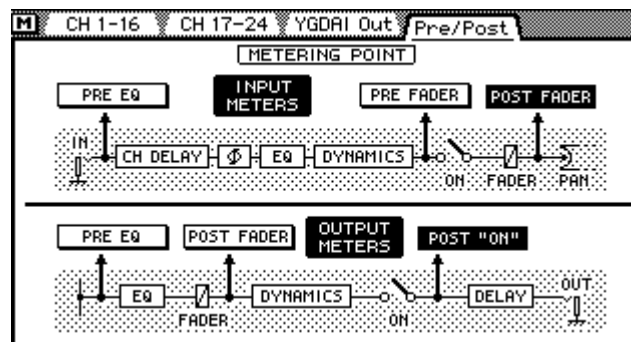 M CH 1-16 CH 17-24 YGDAI Out Pre/Post
METERING POINT
PRE EQ INPUT METERS PRE FADER POST FADER
IN CH DELAY Φ EQ DYNAMICS ON FADER PAN
PRE EQ POST FADER OUTPUT METERS POST "ON"
EQ FADER DYNAMICS ON DELAY OUT